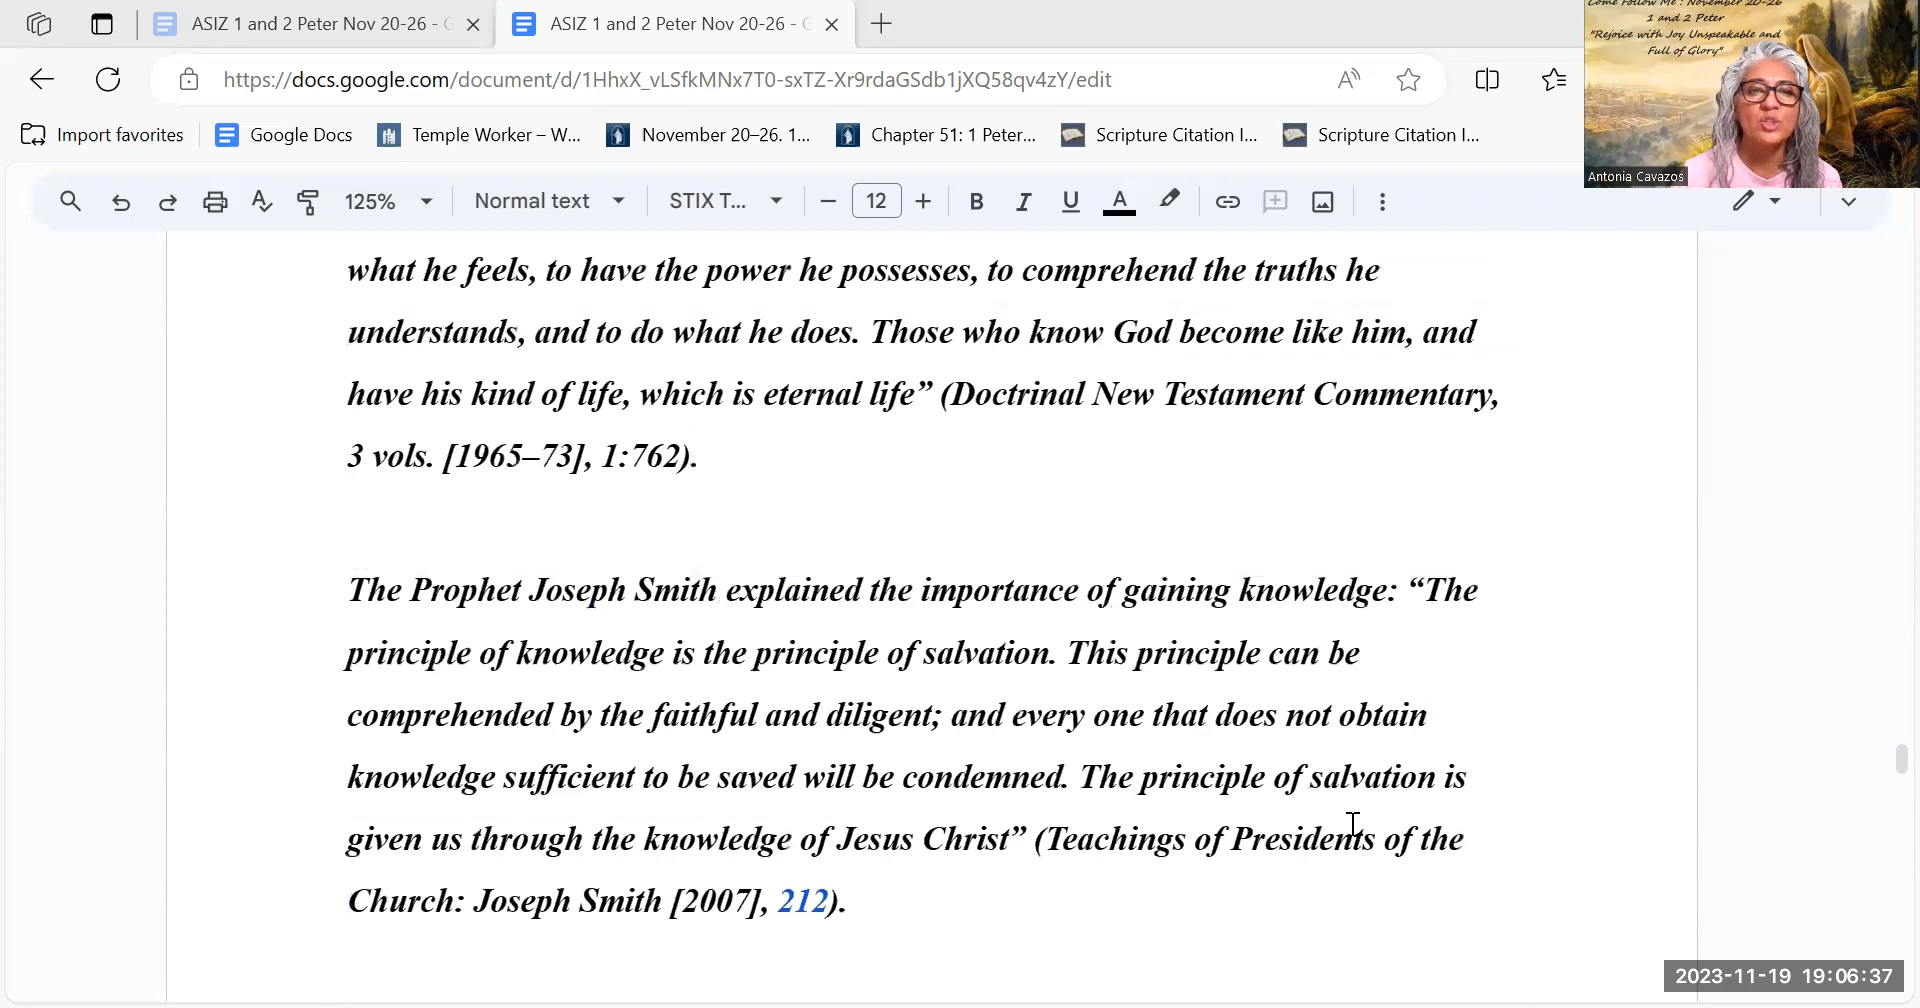 ASIZ 1 and 2 Peter Nov 20-26 - G
ASIZ 1 and 2 Peter Nov 20-26 - G
https://docs.google.com/document/d/1HhxX_vLSfkMNx7T0-sxTZ-Xr9rdaGSdb1jXQ58qv4zY/edit
Import favorites
Google Docs
Temple Worker – W...
November 20–26. 1...
Chapter 51: 1 Peter...
Scripture Citation I...
Scripture Citation I...
Come Follow Me : November 20-26
1 and 2 Peter
"Rejoice with Joy Unspeakable and
Full of Glory"
Antonia Cavazos
125%
Normal text
STIX T...
12
what he feels, to have the power he possesses, to comprehend the truths he
understands, and to do what he does. Those who know God become like him, and
have his kind of life, which is eternal life” (Doctrinal New Testament Commentary,
3 vols. [1965–73], 1:762).
The Prophet Joseph Smith explained the importance of gaining knowledge: “The
principle of knowledge is the principle of salvation. This principle can be
comprehended by the faithful and diligent; and every one that does not obtain
knowledge sufficient to be saved will be condemned. The principle of salvation is
given us through the knowledge of Jesus Christ” (Teachings of Presidents of the
Church: Joseph Smith [2007], 212).
2023-11-19 19:06:37